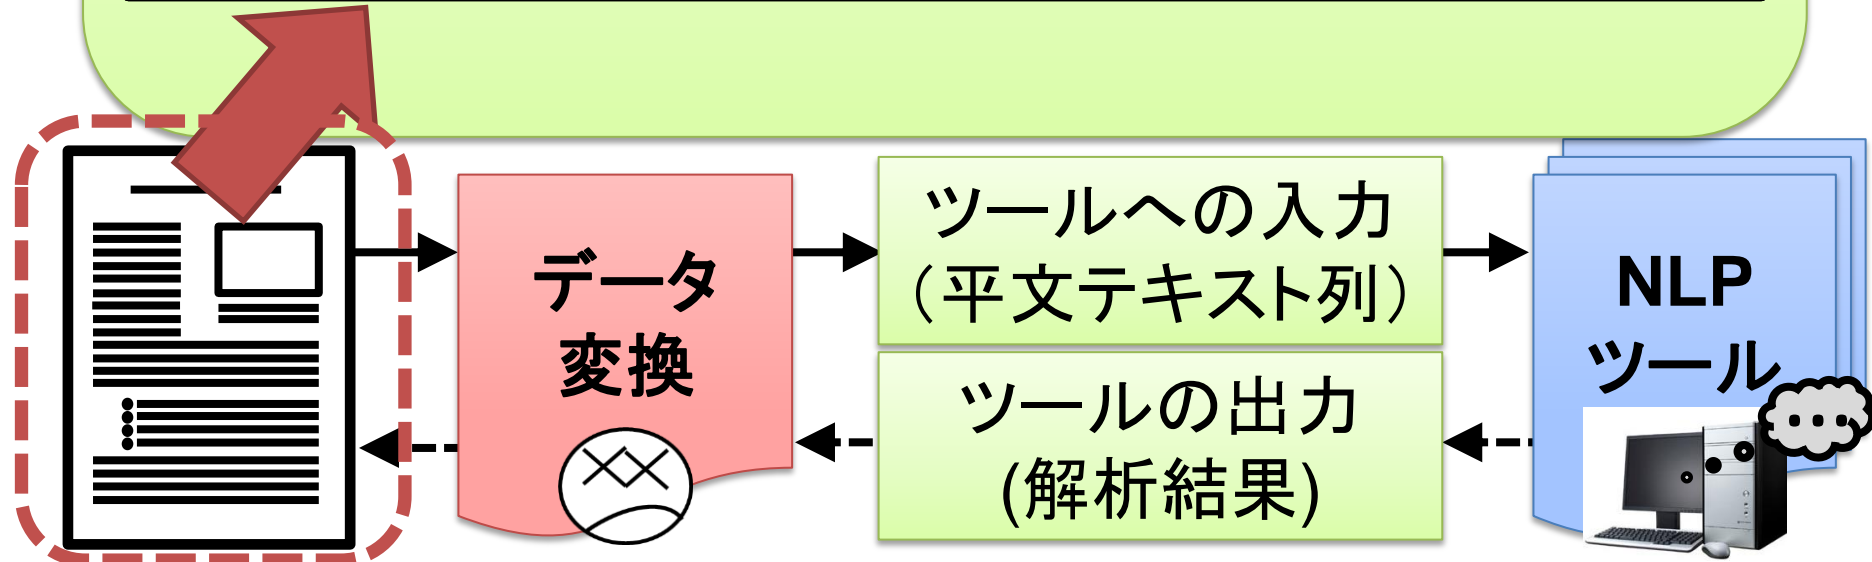 データ
変換
ツールへの入力
（平文テキスト列）
ツールの出力
(解析結果)
NLP
ツール
...